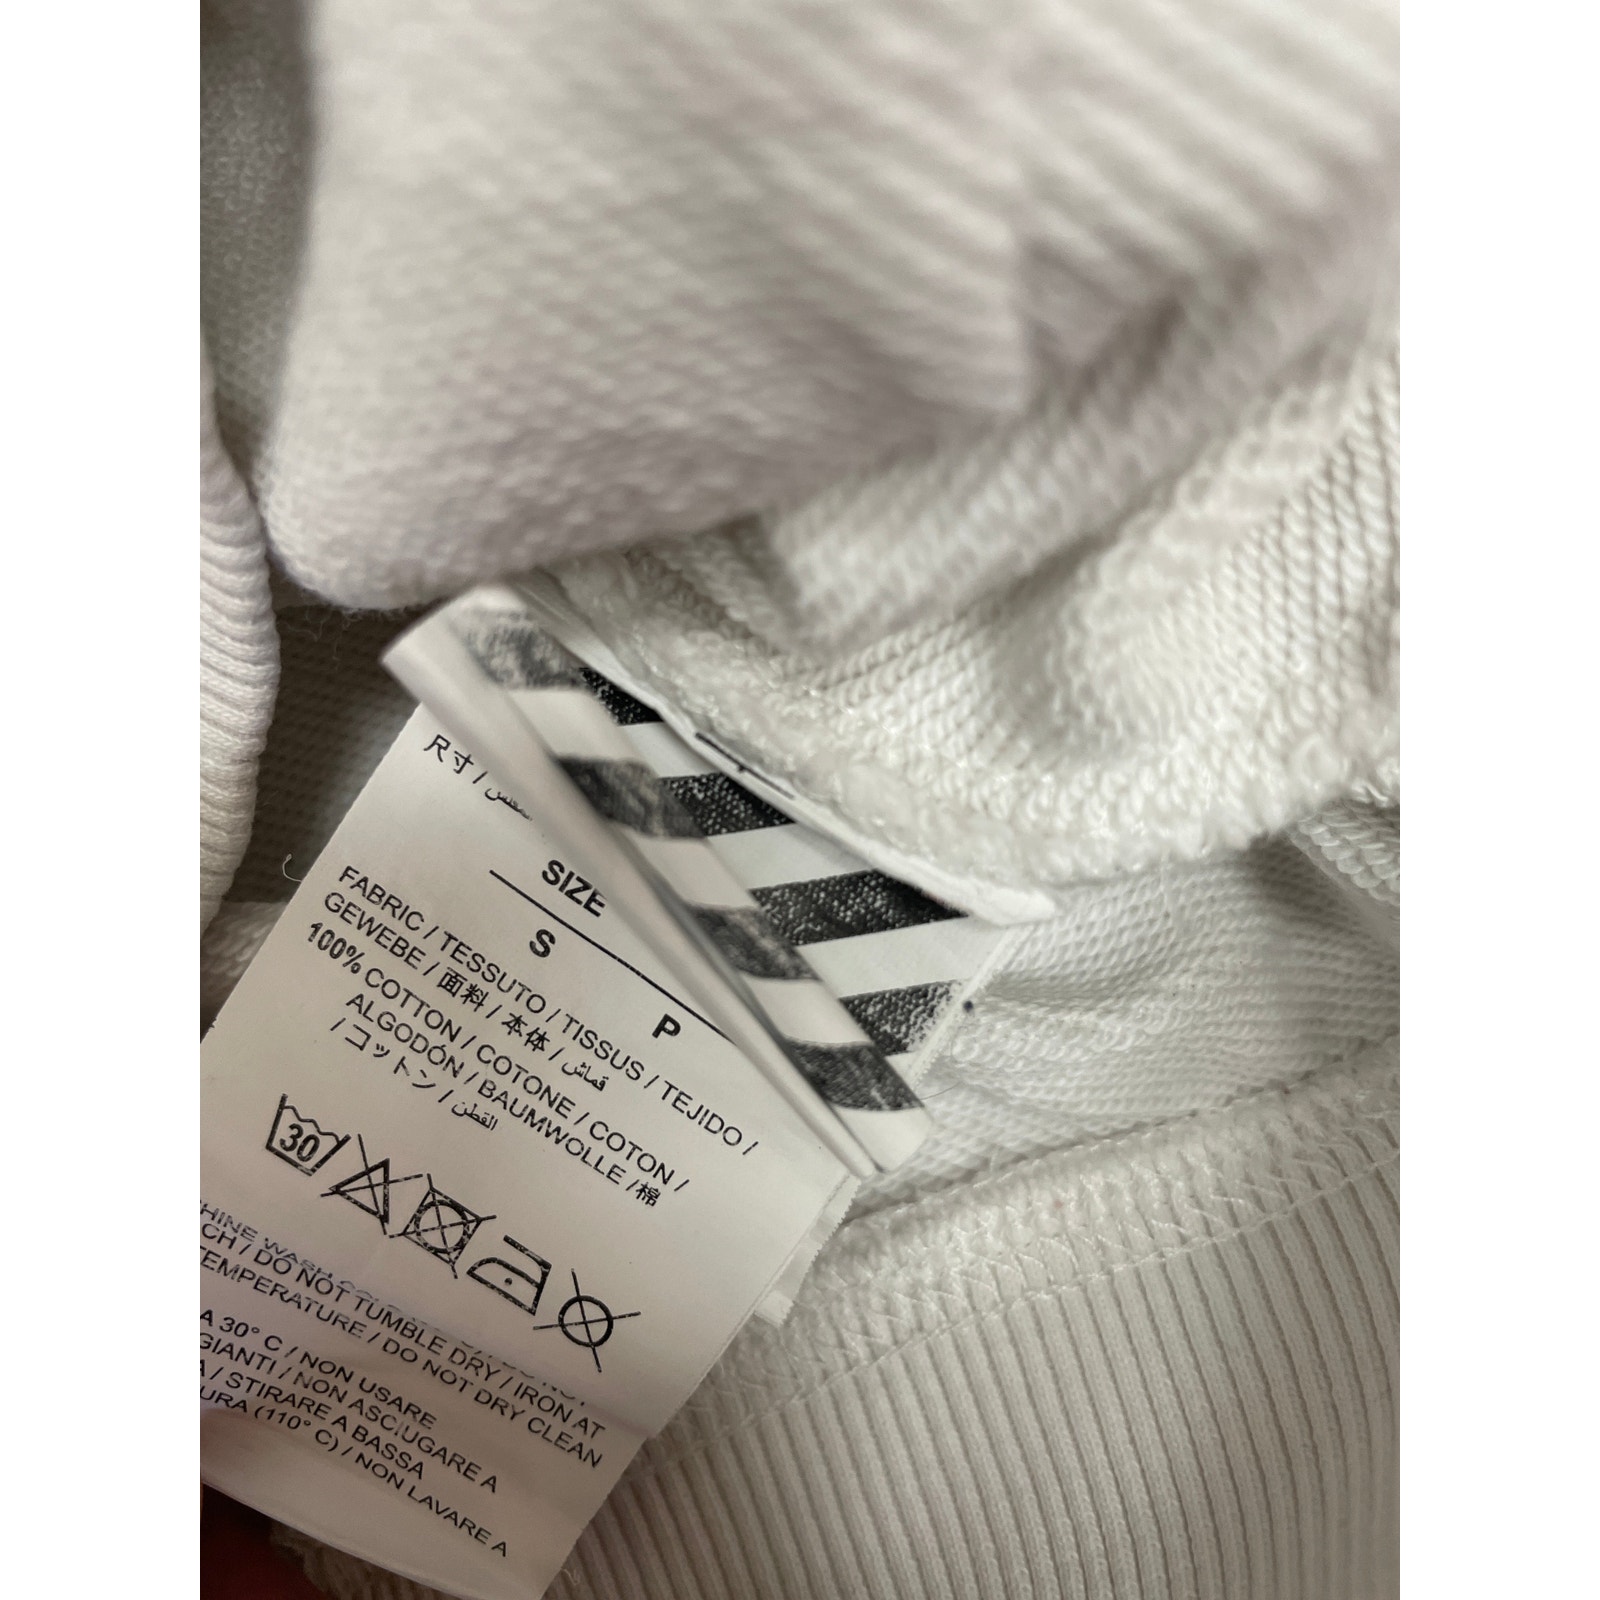 尺寸 /
SIZE
S P
FABRIC / TESSUTO / TISSUS / TEJIDO /
GEWEBE / 面料 / 本体 / قماش
100% COTTON / COTONE / COTON /
ALGODÓN / BAUMWOLLE / 棉
/ コットン / القطن
30
HINE WASH
CH / DO NOT TUMBLE DRY / IRON AT
TEMPERATURE / DO NOT DRY CLEAN
A 30° C / NON USARE
GIANTI / NON ASCIUGARE A
A / STIRARE A BASSA
URA (110° C) / NON LAVARE A